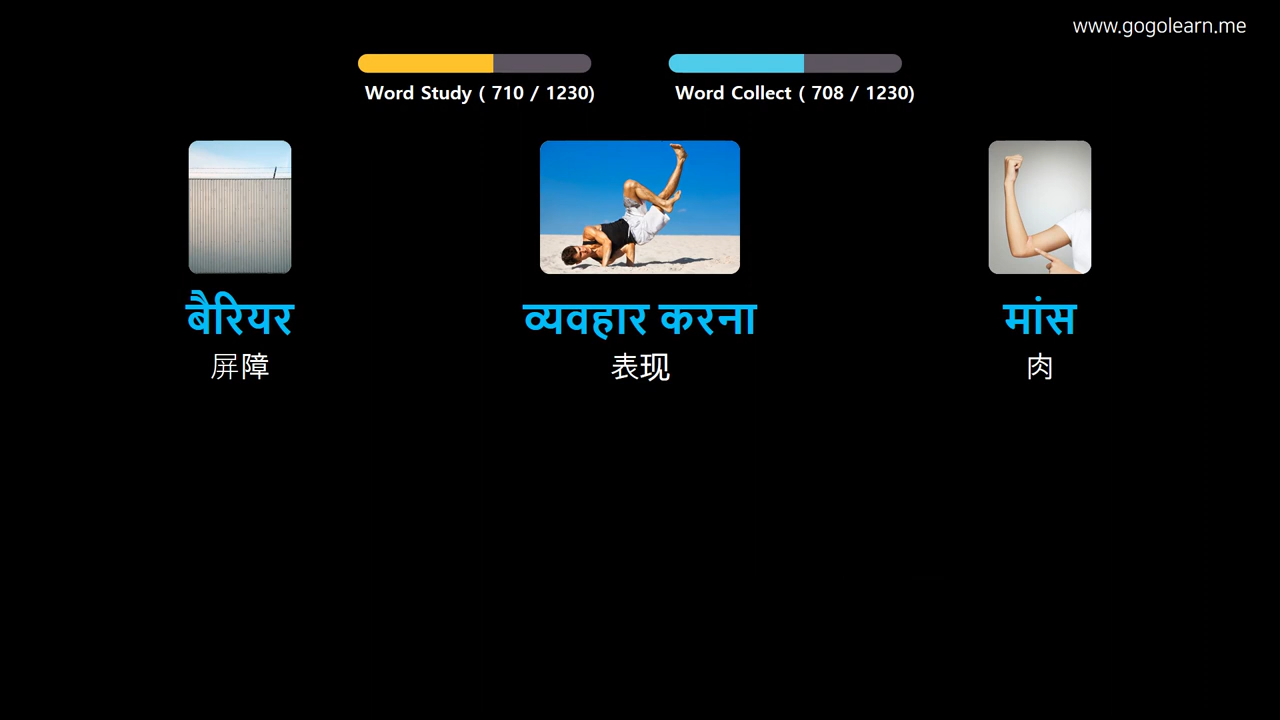 www.gogolearn.me
Word Study ( 710 / 1230)
Word Collect ( 708 / 1230)
बैरियर
व्यवहार करना
मांस
屏障
表现
肉